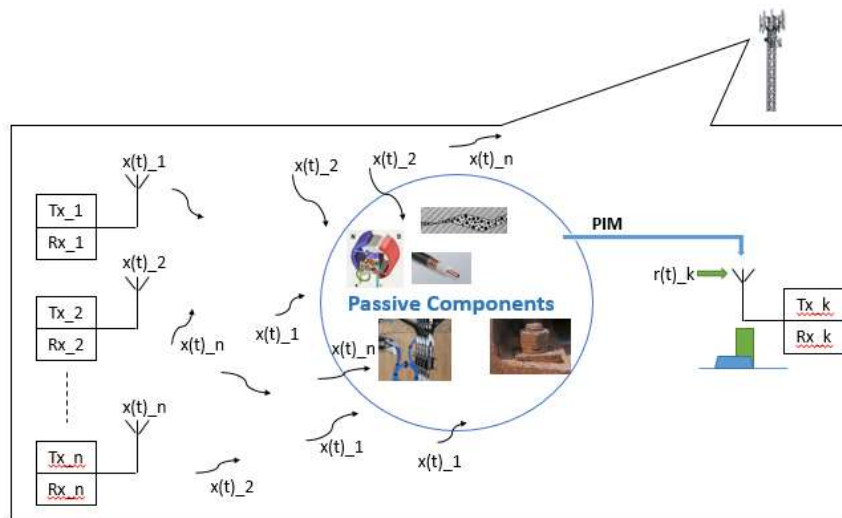 x(t)_1
Tx_1
Rx_1
x(t)_2
Tx_2
Rx_2
x(t)_n
Tx_n
Rx_n
x(t)_2
x(t)_2
x(t)_n
x(t)_n
x(t)_1
x(t)_n
x(t)_1
x(t)_2
x(t)_1
Passive Components
PIM
r(t)_k
Tx_k
Rx_k